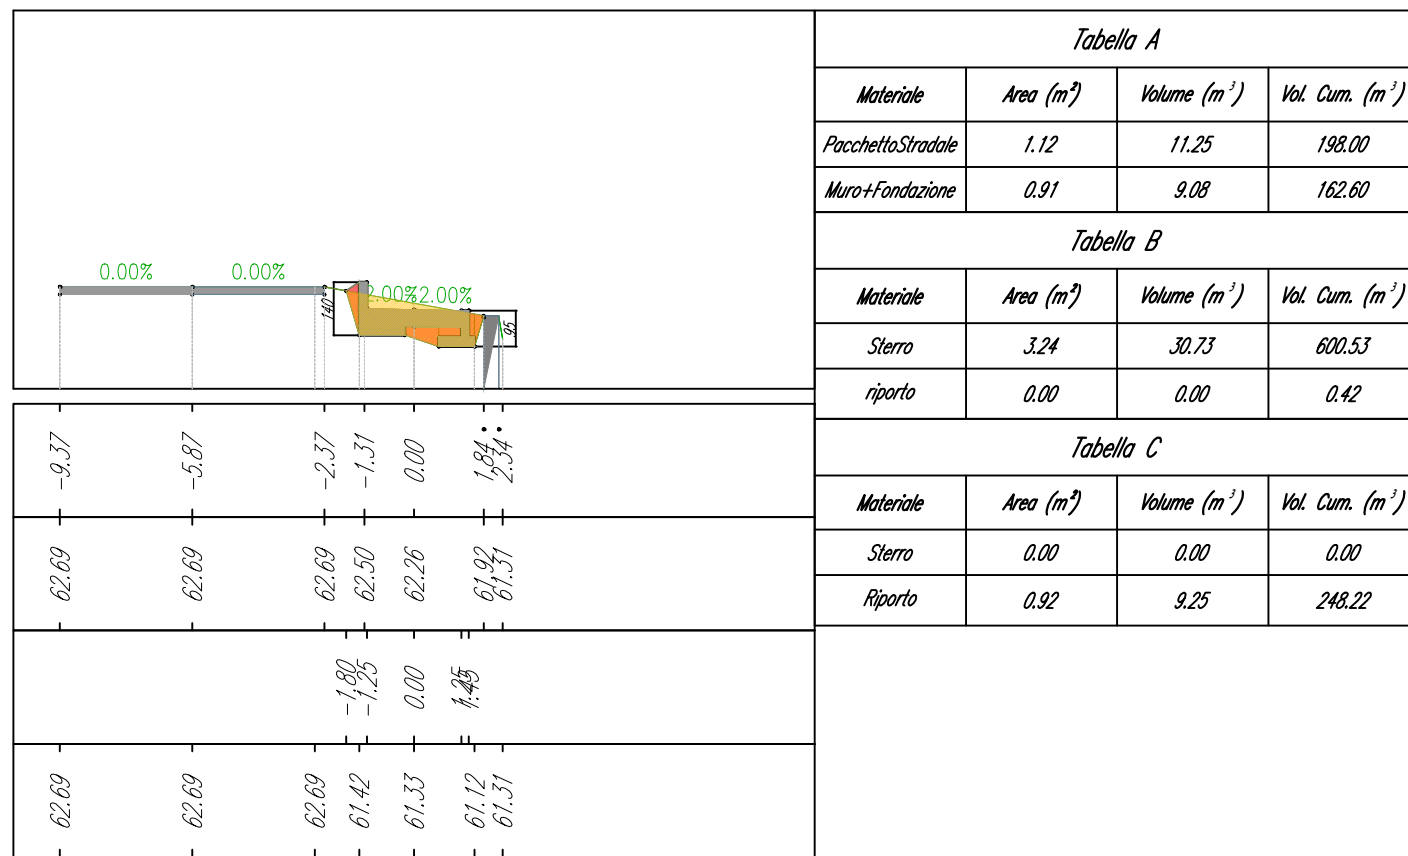 Tabella A
Materiale Area (m²) Volume (m³) Vol. Cum. (m³)
PacchettoStradale 1.12 11.25 198.00
Muro+Fondazione 0.91 9.08 162.60
Tabella B
Materiale Area (m²) Volume (m³) Vol. Cum. (m³)
Sterro 3.24 30.73 600.53
riporto 0.00 0.00 0.42
Tabella C
Materiale Area (m²) Volume (m³) Vol. Cum. (m³)
Sterro 0.00 0.00 0.00
Riporto 0.92 9.25 248.22
0.00% 0.00% 2.00% -2.00%
140 95
-9.37 -5.87 -2.37 -1.31 0.00 1.84 2.34
62.69 62.69 62.69 62.50 62.26 61.92 61.31
-1.80 -1.25 0.00 1.25 1.45
62.69 62.69 62.69 61.42 61.33 61.12 61.31